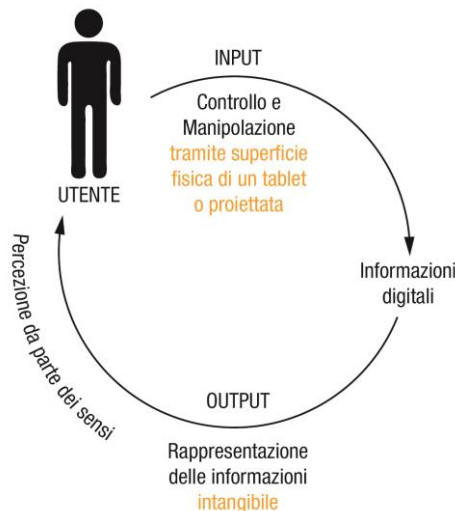 INPUT
Controllo e
Manipolazione
tramite superficie
fisica di un tablet
o proiettata
UTENTE
Informazioni
digitali
Percezione da parte dei sensi
OUTPUT
Rappresentazione
delle informazioni
intangibile